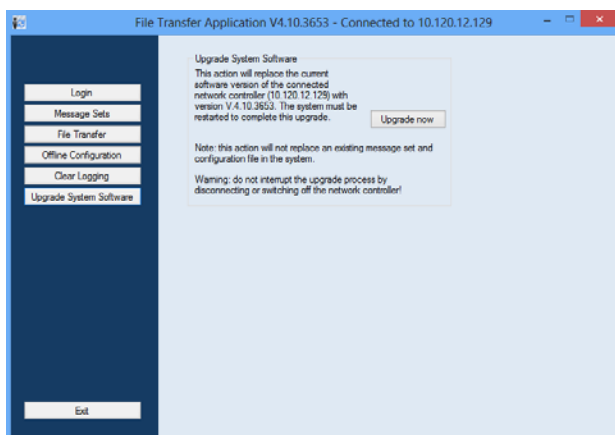 File Transfer Application V4.10.3653 - Connected to 10.120.12.129
Login
Message Sets
File Transfer
Offline Configuration
Clear Logging
Upgrade System Software
Exit
Upgrade System Software
This action will replace the current
software version of the connected
network controller (10.120.12.129) with
version V.4.10.3653. The system must be
restarted to complete this upgrade.
Upgrade now
Note: this action will not replace an existing message set and
configuration file in the system.
Warning: do not interrupt the upgrade process by
disconnecting or switching off the network controller!